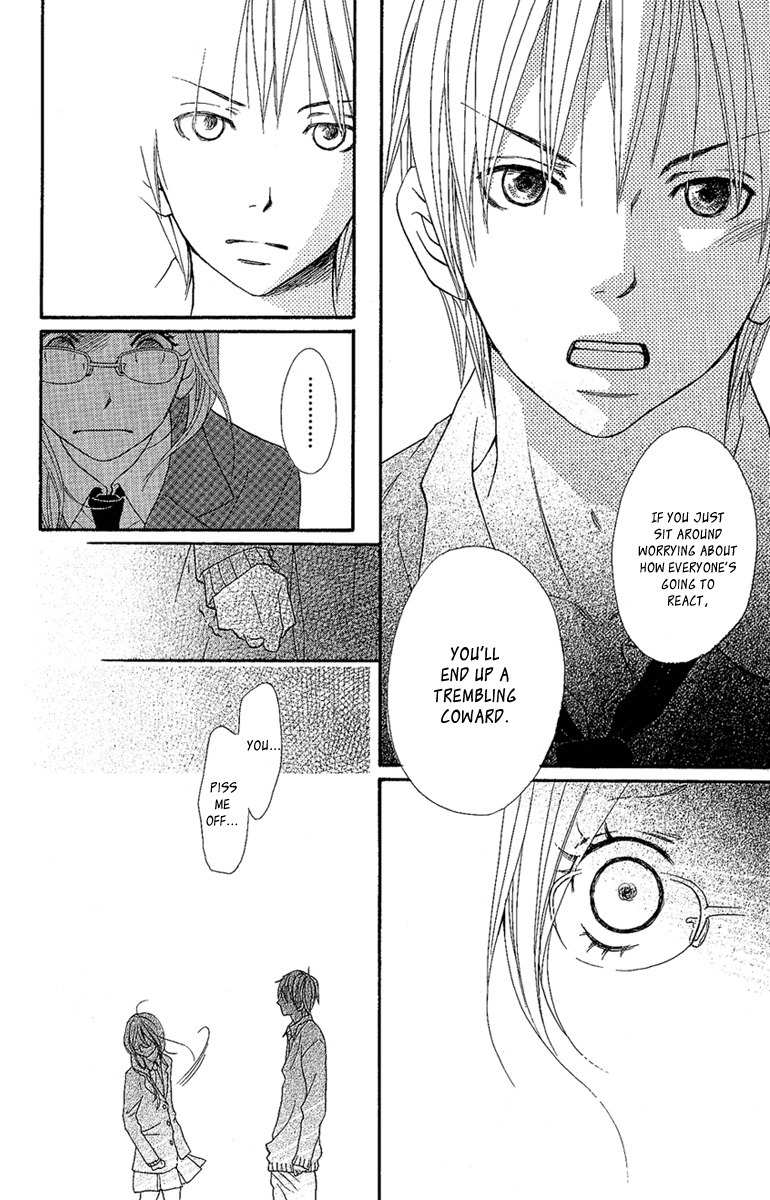 IF YOU JUST
SIT AROUND
WORRYING ABOUT
HOW EVERYONE'S
GOING TO
REACT,
YOU'LL
END UP A
TREMBLING
COWARD.
.........
YOU...
PISS
ME
OFF...